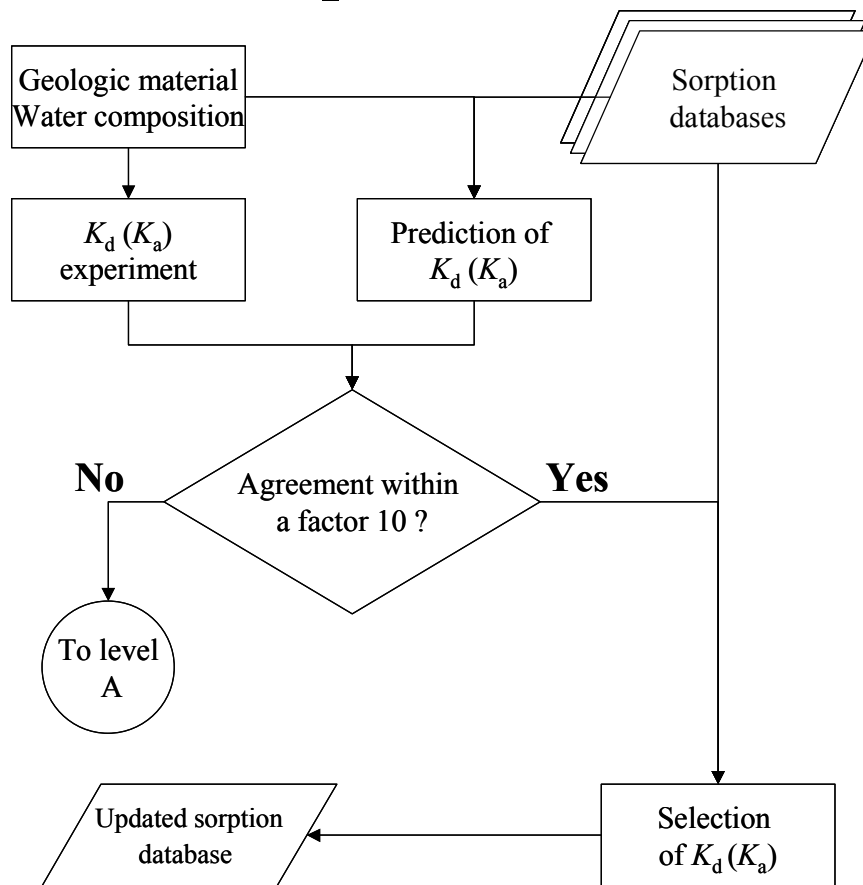 Geologic material
Water composition
Sorption
databases
Kd (Ka)
experiment
Prediction of
Kd (Ka)
No
Agreement within
a factor 10 ?
Yes
To level
A
Updated sorption
database
Selection
of Kd (Ka)